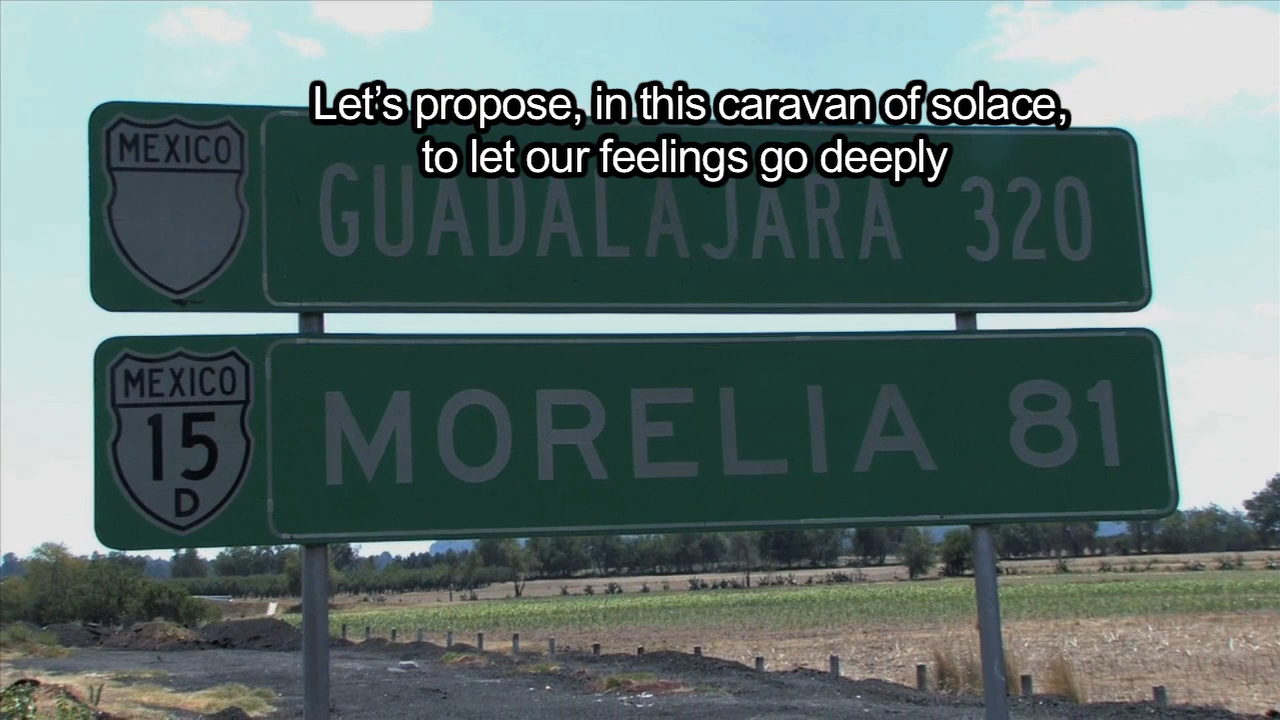 Let's propose, in this caravan of solace,
to let our feelings go deeply
MEXICO
GUADALAJARA 320
MEXICO
15
D
MORELIA 81